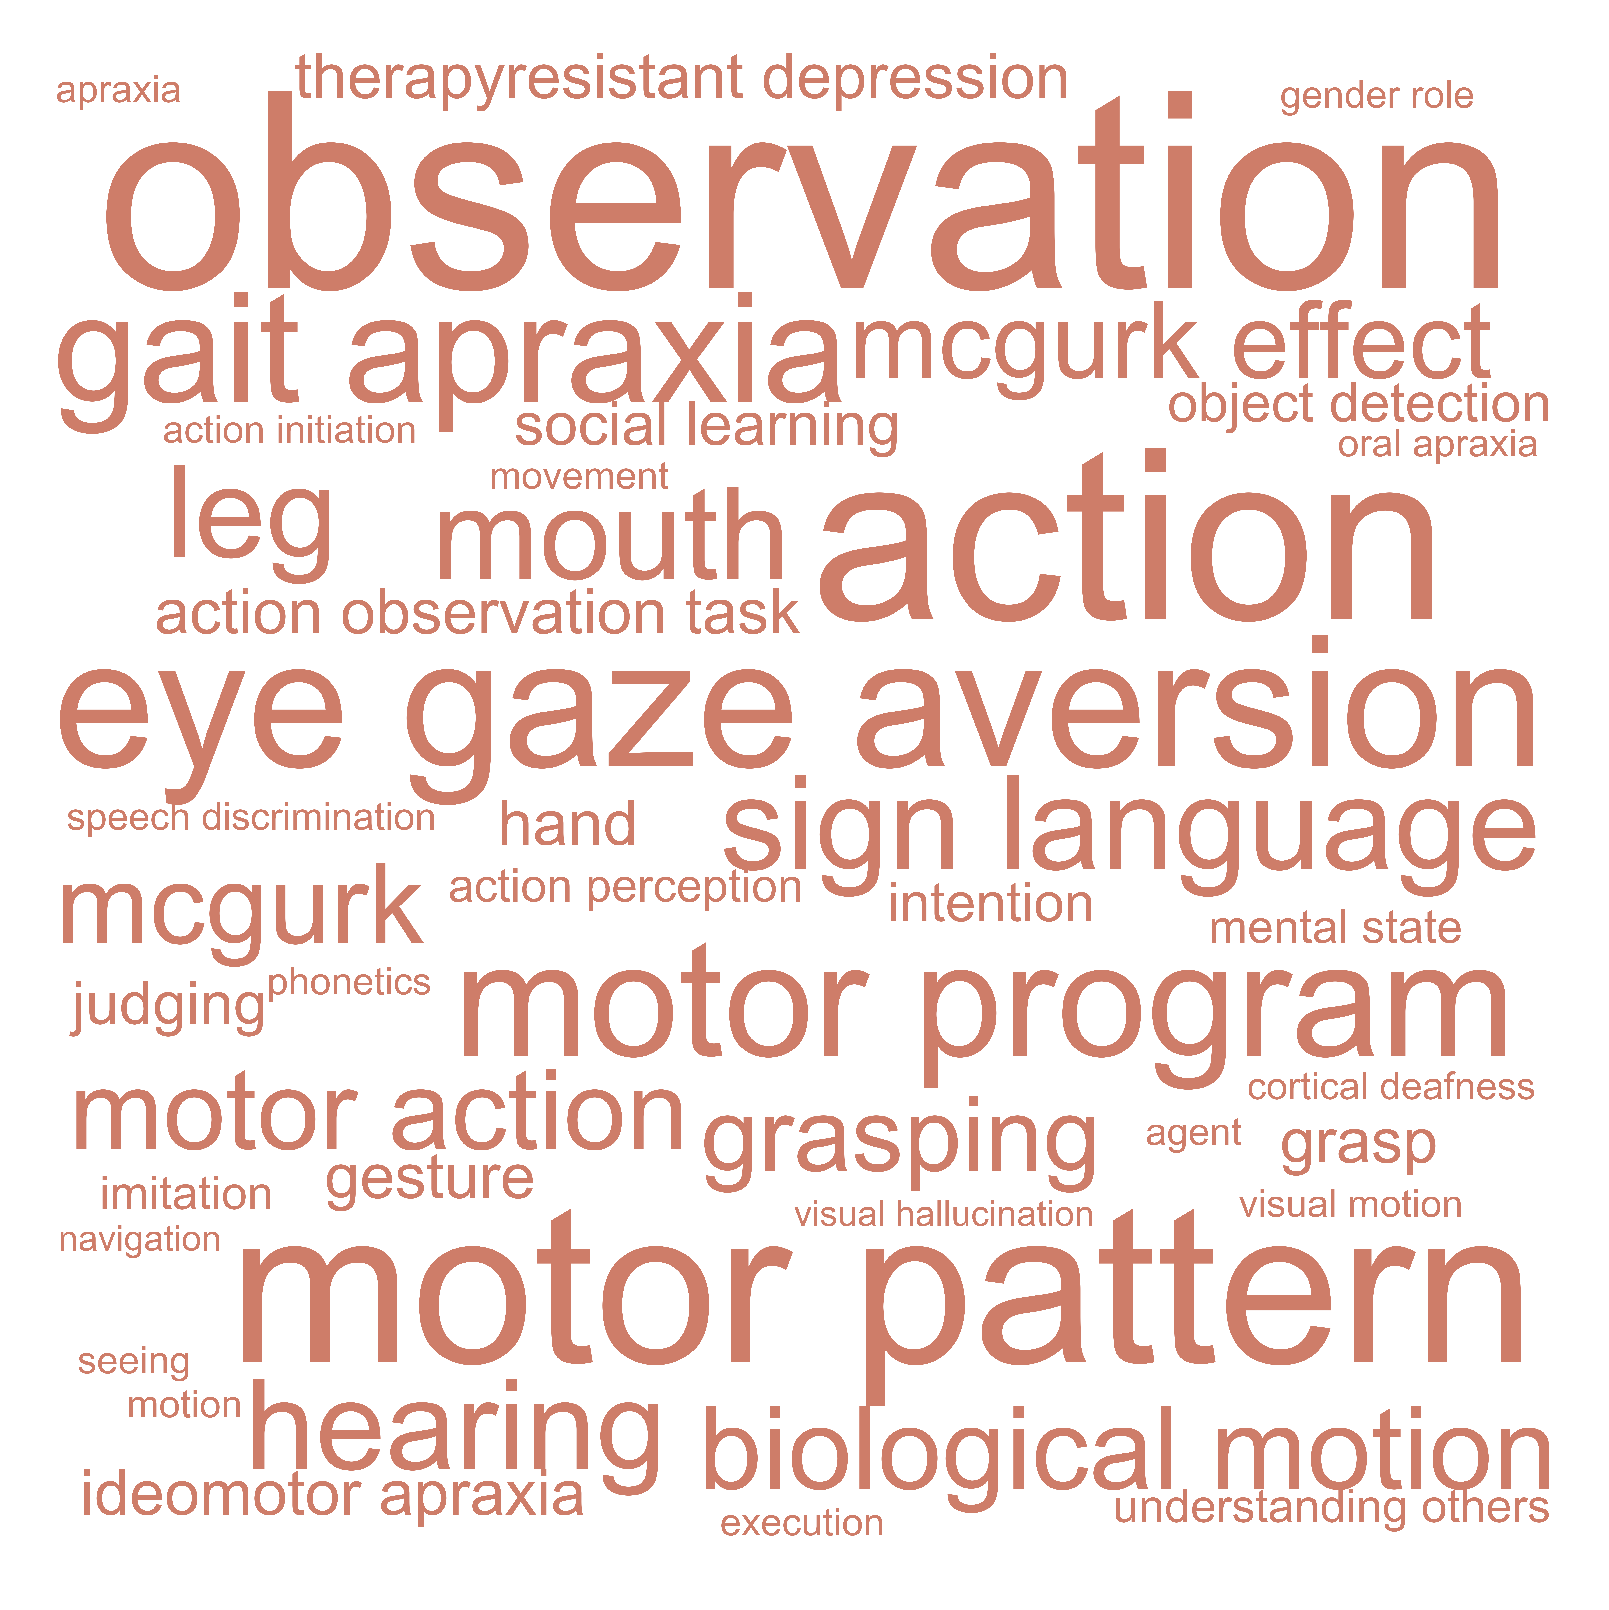 therapyresistant depression
apraxia
gender role
observation
gait apraxia
mcgurk effect
object detection
action initiation
social learning
oral apraxia
movement
leg
mouth
action
action observation task
eye gaze aversion
speech discrimination
hand
sign language
mcgurk
action perception
intention
mental state
judging
phonetics
motor program
cortical deafness
motor action
grasping
agent
grasp
imitation
gesture
visual hallucination
visual motion
navigation
motor pattern
seeing
motion
hearing
biological motion
ideomotor apraxia
understanding others
execution